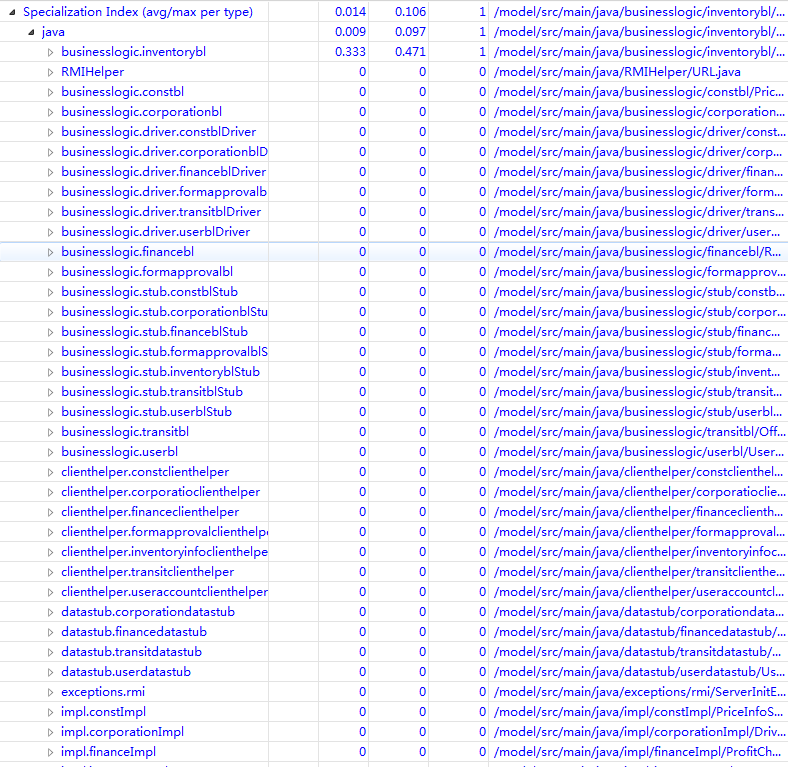 Specialization Index (avg/max per type) 0.014 0.106 1 /model/src/main/java/businesslogic/inventorybl/...
java 0.009 0.097 1 /model/src/main/java/businesslogic/inventorybl/...
businesslogic.inventorybl 0.333 0.471 1 /model/src/main/java/businesslogic/inventorybl/...
RMIHelper 0 0 0 /model/src/main/java/RMIHelper/URL.java
businesslogic.constbl 0 0 0 /model/src/main/java/businesslogic/constbl/Pric...
businesslogic.corporationbl 0 0 0 /model/src/main/java/businesslogic/corporation...
businesslogic.driver.constblDriver 0 0 0 /model/src/main/java/businesslogic/driver/const...
businesslogic.driver.corporationblD 0 0 0 /model/src/main/java/businesslogic/driver/corp...
businesslogic.driver.financeblDriver 0 0 0 /model/src/main/java/businesslogic/driver/finan...
businesslogic.driver.formapprovalb 0 0 0 /model/src/main/java/businesslogic/driver/form...
businesslogic.driver.transitblDriver 0 0 0 /model/src/main/java/businesslogic/driver/trans...
businesslogic.driver.userblDriver 0 0 0 /model/src/main/java/businesslogic/driver/user...
businesslogic.financebl 0 0 0 /model/src/main/java/businesslogic/financebl/R...
businesslogic.formapprovalbl 0 0 0 /model/src/main/java/businesslogic/formapprov...
businesslogic.stub.constblStub 0 0 0 /model/src/main/java/businesslogic/stub/constb...
businesslogic.stub.corporationblStu 0 0 0 /model/src/main/java/businesslogic/stub/corpor...
businesslogic.stub.financeblStub 0 0 0 /model/src/main/java/businesslogic/stub/financ...
businesslogic.stub.formapprovalblS 0 0 0 /model/src/main/java/businesslogic/stub/forma...
businesslogic.stub.inventoryblStub 0 0 0 /model/src/main/java/businesslogic/stub/invent...
businesslogic.stub.transitblStub 0 0 0 /model/src/main/java/businesslogic/stub/transit...
businesslogic.stub.userblStub 0 0 0 /model/src/main/java/businesslogic/stub/userbl...
businesslogic.transitbl 0 0 0 /model/src/main/java/businesslogic/transitbl/Off...
businesslogic.userbl 0 0 0 /model/src/main/java/businesslogic/userbl/User...
clienthelper.constclienthelper 0 0 0 /model/src/main/java/clienthelper/constclienthel...
clienthelper.corporatioclienthelper 0 0 0 /model/src/main/java/clienthelper/corporatioclie...
clienthelper.financeclienthelper 0 0 0 /model/src/main/java/clienthelper/financeclienth...
clienthelper.formapprovalclienthelpe 0 0 0 /model/src/main/java/clienthelper/formapproval...
clienthelper.inventoryinfoclienthelpe 0 0 0 /model/src/main/java/clienthelper/inventoryinfoc...
clienthelper.transitclienthelper 0 0 0 /model/src/main/java/clienthelper/transitclienthe...
clienthelper.useraccountclienthelper 0 0 0 /model/src/main/java/clienthelper/useraccountcl...
datastub.corporationdatastub 0 0 0 /model/src/main/java/datastub/corporationdata...
datastub.financedatastub 0 0 0 /model/src/main/java/datastub/financedatastub/...
datastub.transitdatastub 0 0 0 /model/src/main/java/datastub/transitdatastub/...
datastub.userdatastub 0 0 0 /model/src/main/java/datastub/userdatastub/Us...
exceptions.rmi 0 0 0 /model/src/main/java/exceptions/rmi/ServerInitE...
impl.constImpl 0 0 0 /model/src/main/java/impl/constImpl/PriceInfoS...
impl.corporationImpl 0 0 0 /model/src/main/java/impl/corporationImpl/Driv...
impl.financeImpl 0 0 0 /model/src/main/java/impl/financeImpl/ProfitCh...